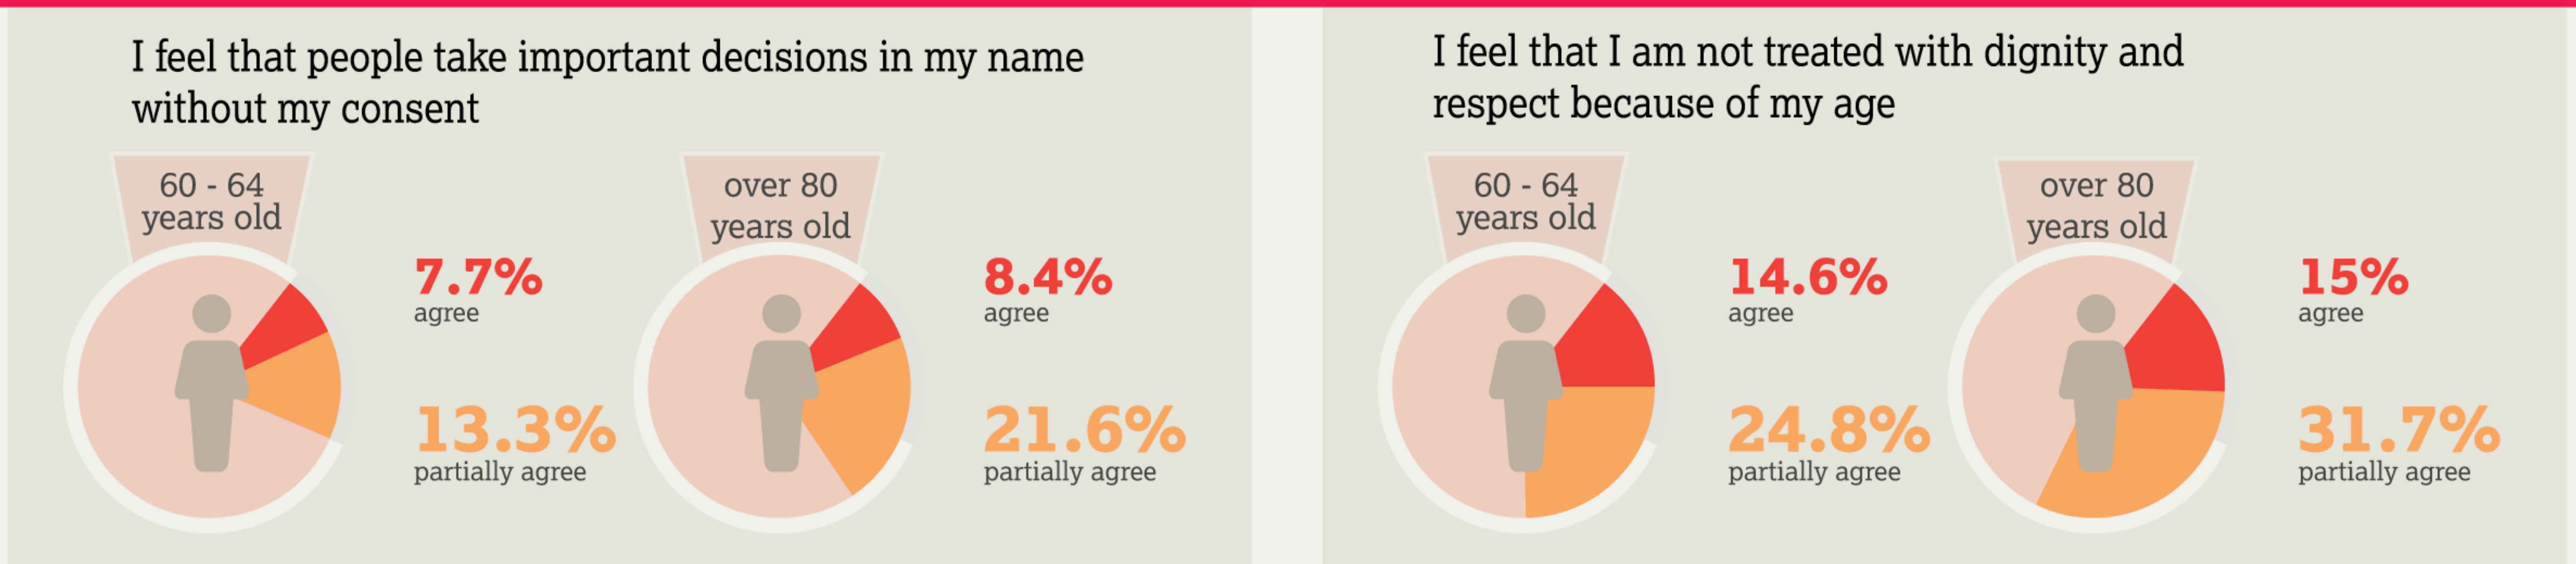 I feel that people take important decisions in my name
without my consent
60 - 64
years old
7.7%
agree
13.3%
partially agree
over 80
years old
8.4%
agree
21.6%
partially agree
I feel that I am not treated with dignity and
respect because of my age
60 - 64
years old
14.6%
agree
24.8%
partially agree
over 80
years old
15%
agree
31.7%
partially agree